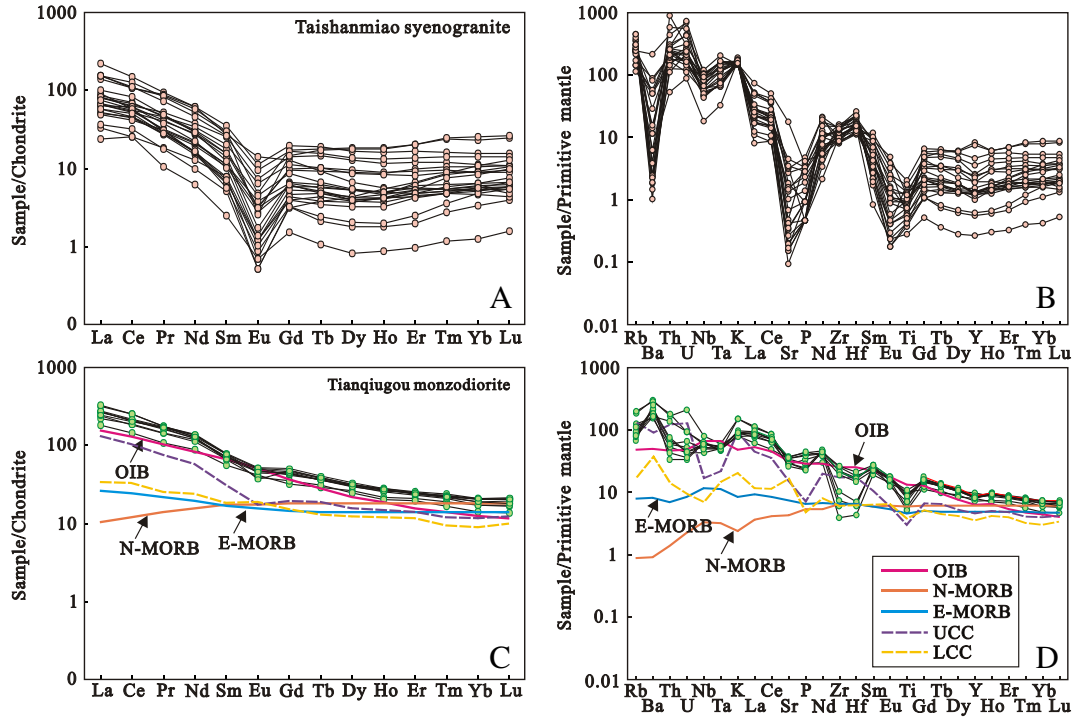 1000
100
10
1
0
Sample/Chondrite
Taishanmiao syenogranite
A
La Ce Pr Nd Sm Eu Gd Tb Dy Ho Er Tm Yb Lu
1000
100
10
1
0.1
0.01
Sample/Primitive mantle
B
Rb Th Nb K Ce P Zr Sm Ti Tb Y Er Yb
Ba U Ta La Sr Nd Hf Eu Gd Dy Ho Tm Lu
1000
100
10
1
0
Sample/Chondrite
Tianqiugou monzodiorite
OIB
N-MORB
E-MORB
C
La Ce Pr Nd Sm Eu Gd Tb Dy Ho Er Tm Yb Lu
1000
100
10
1
0.1
0.01
Sample/Primitive mantle
OIB
E-MORB
N-MORB
OIB
N-MORB
E-MORB
UCC
LCC
D
Rb Th Nb K Ce P Zr Sm Ti Tb Y Er Yb
Ba U Ta La Sr Nd Hf Eu Gd Dy Ho Tm Lu